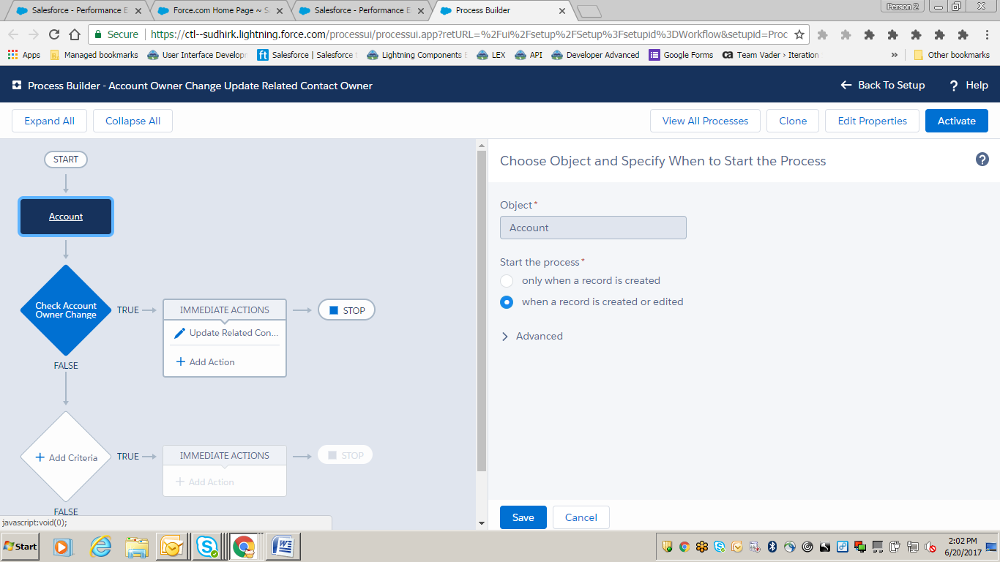 Salesforce - Performance E
Force.com Home Page ~ S
Salesforce - Performance E
Process Builder
Person 2
Secure
https://ctl--sudhirk.lightning.force.com/processui/processui.app?retURL=%2Fui%2Fsetup%2FSetup%3Fsetupid%3DWorkflow&setupid=Proc
Apps
Managed bookmarks
User Interface Develop
ft Salesforce | Salesforce
Lightning Components
LEX
API
Developer Advanced
Google Forms
ca Team Vader › Iteration
»
Other bookmarks
Process Builder - Account Owner Change Update Related Contact Owner
Back To Setup
? Help
Expand All
Collapse All
View All Processes
Clone
Edit Properties
Activate
START
Account
Check Account
Owner Change
TRUE
IMMEDIATE ACTIONS
Update Related Con...
+ Add Action
STOP
FALSE
+ Add Criteria
TRUE
IMMEDIATE ACTIONS
+ Add Action
STOP
FALSE
Choose Object and Specify When to Start the Process
?
Object*
Account
Start the process*
only when a record is created
when a record is created or edited
Advanced
Save
Cancel
javascript:void(0);
Start
2:02 PM
6/20/2017